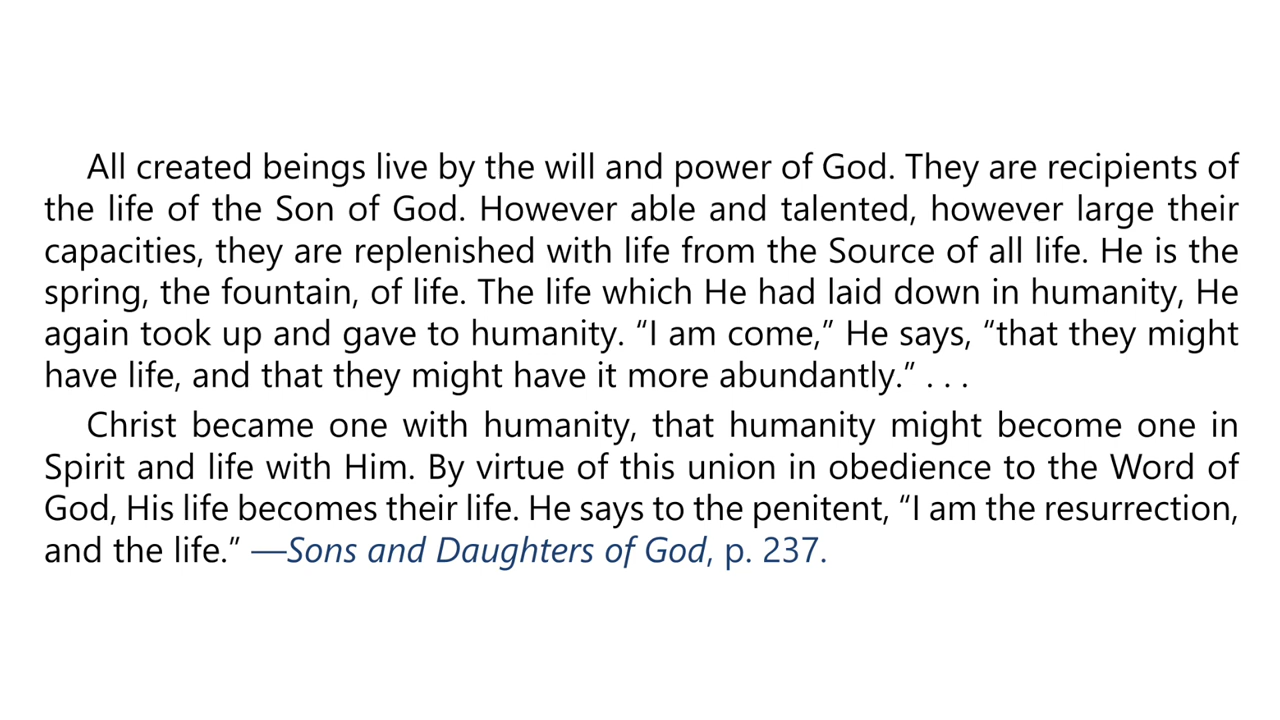 All created beings live by the will and power of God. They are recipients of
the life of the Son of God. However able and talented, however large their
capacities, they are replenished with life from the Source of all life. He is the
spring, the fountain, of life. The life which He had laid down in humanity, He
again took up and gave to humanity. “I am come,” He says, “that they might
have life, and that they might have it more abundantly.” . . .
Christ became one with humanity, that humanity might become one in
Spirit and life with Him. By virtue of this union in obedience to the Word of
God, His life becomes their life. He says to the penitent, “I am the resurrection,
and the life.” —Sons and Daughters of God, p. 237.